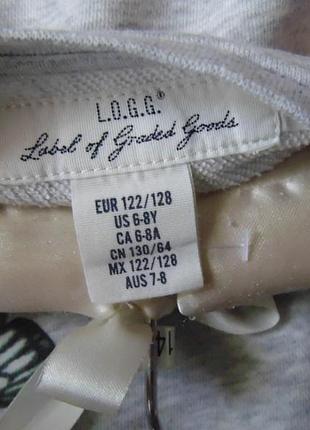 L.O.G.G.®
Label of Graded Goods
EUR 122/128
US 6-8Y
CA 6-8A
CN 130/64
MX 122/128
AUS 7-8
14